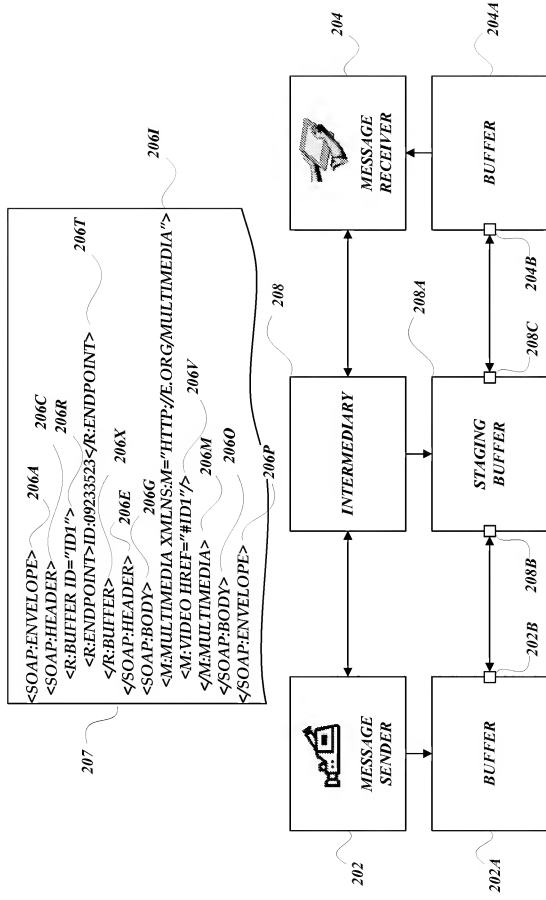 207
<SOAP:ENVELOPE>
206A
<SOAP:HEADER>
206C
<R:BUFFER ID="ID1">
206R
<R:ENDPOINT>ID:09233523</R:ENDPOINT>
206T
</R:BUFFER>
206X
</SOAP:HEADER>
206E
<SOAP:BODY>
206G
<M:MULTIMEDIA XMLNS:M="HTTP://E.ORG/MULTIMEDIA">
206I
<M:VIDEO HREF="#ID1"/>
206V
</M:MULTIMEDIA>
206M
</SOAP:BODY>
206O
</SOAP:ENVELOPE>
206P
202
MESSAGE
SENDER
208
INTERMEDIARY
204
MESSAGE
RECEIVER
202A
BUFFER
202B
208B
208A
STAGING
BUFFER
208C
204B
204A
BUFFER